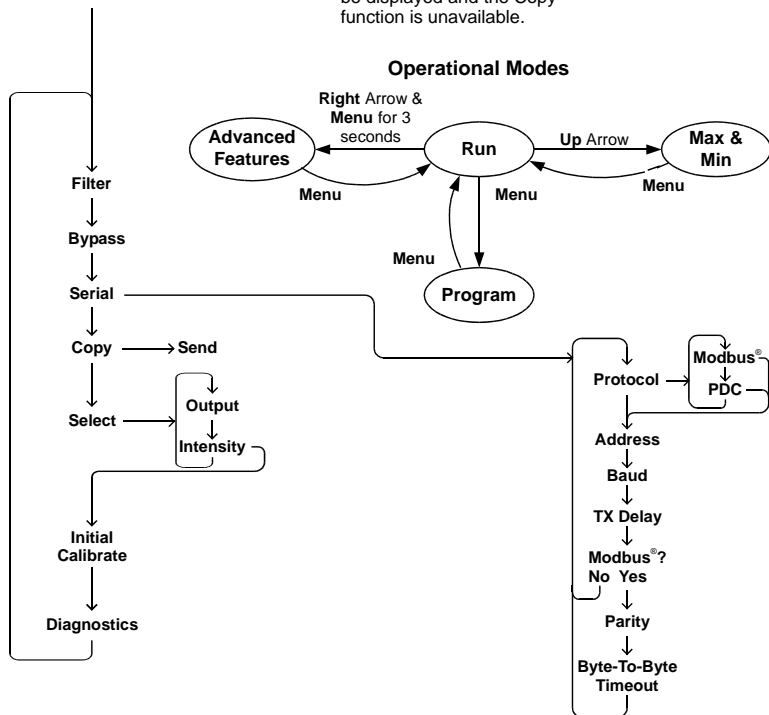 be displayed and the Copy
function is unavailable.
Operational Modes
Right Arrow &
Menu for 3
seconds
Advanced
Features
Run
Up Arrow
Max &
Min
Menu
Menu
Menu
Menu
Program
Filter
Bypass
Serial
Copy
Send
Select
Output
Intensity
Initial
Calibrate
Diagnostics
Protocol
Modbus®
PDC
Address
Baud
TX Delay
Modbus®?
No Yes
Parity
Byte-To-Byte
Timeout